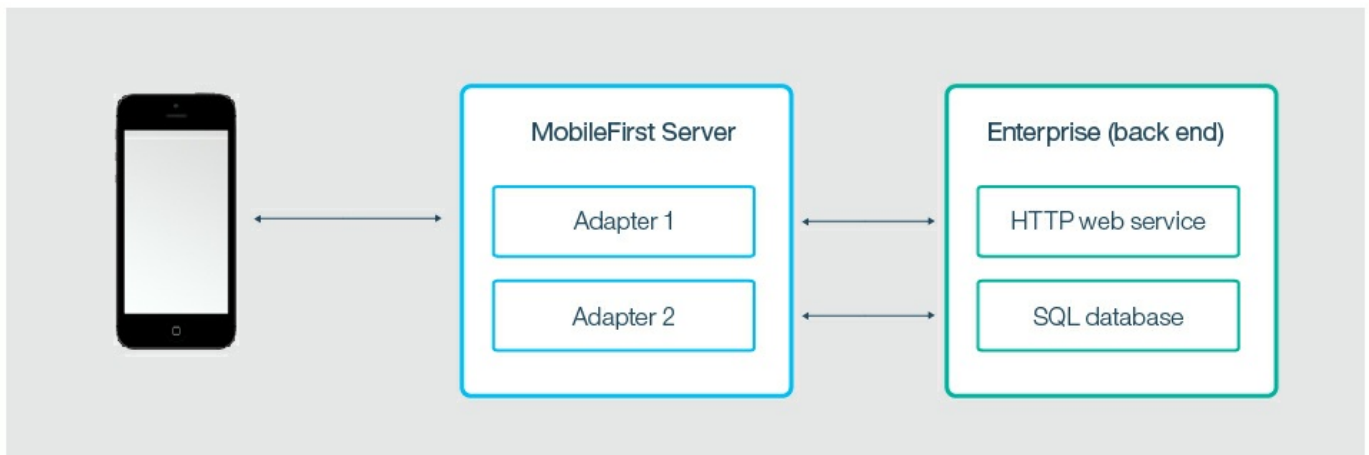 MobileFirst Server
Adapter 1
Adapter 2
Enterprise (back end)
HTTP web service
SQL database